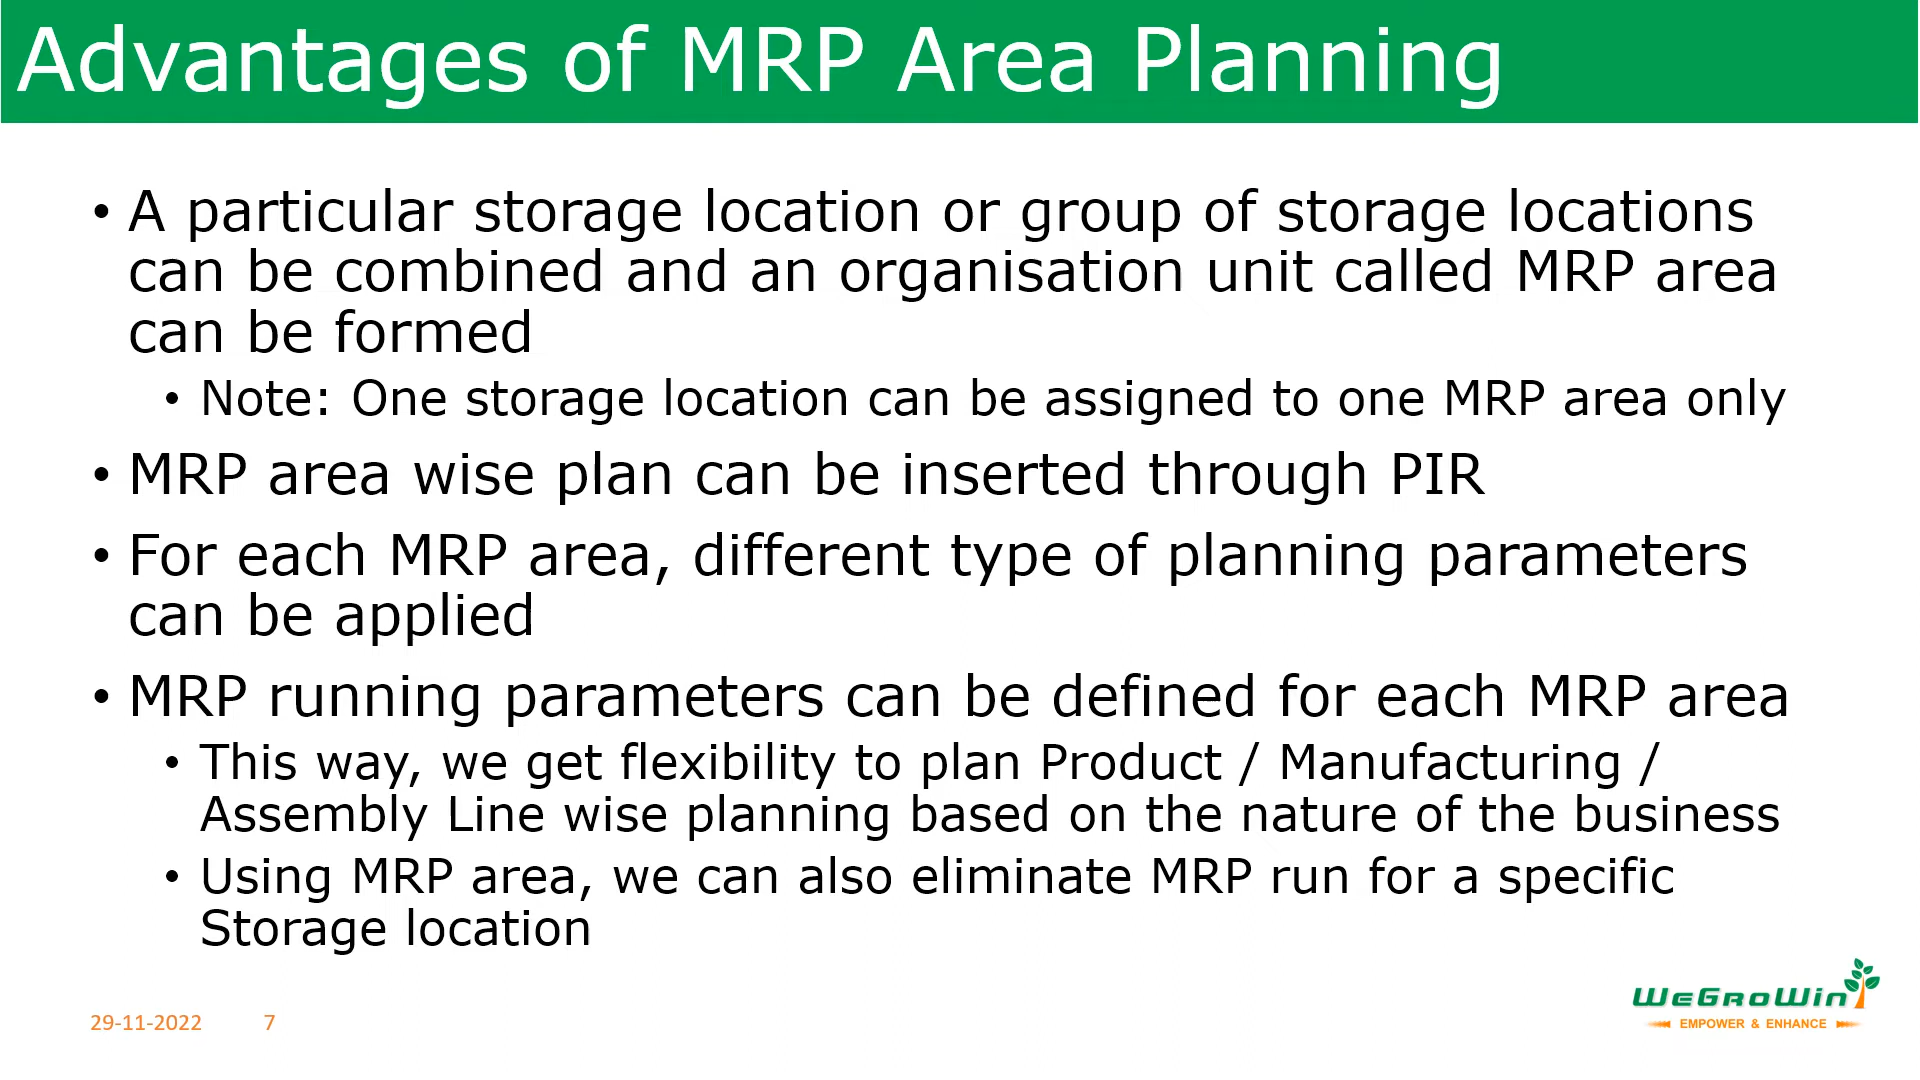 Advantages of MRP Area Planning
• A particular storage location or group of storage locations
can be combined and an organisation unit called MRP area
can be formed
• Note: One storage location can be assigned to one MRP area only
• MRP area wise plan can be inserted through PIR
• For each MRP area, different type of planning parameters
can be applied
• MRP running parameters can be defined for each MRP area
• This way, we get flexibility to plan Product / Manufacturing /
Assembly Line wise planning based on the nature of the business
• Using MRP area, we can also eliminate MRP run for a specific
Storage location
29-11-2022 7
WeGroWin
EMPOWER & ENHANCE